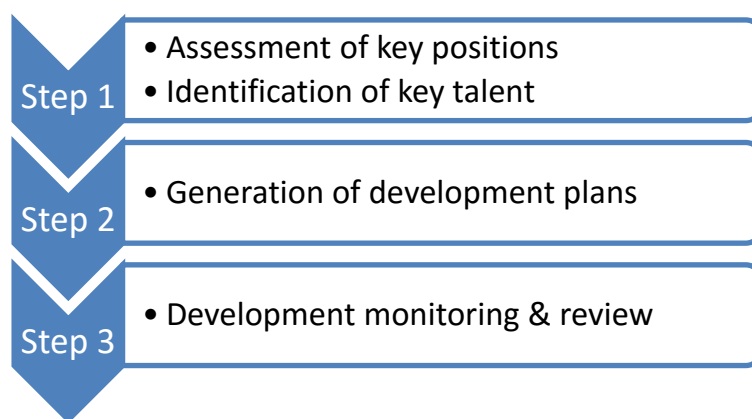 Step 1
• Assessment of key positions
• Identification of key talent
Step 2
• Generation of development plans
Step 3
• Development monitoring & review